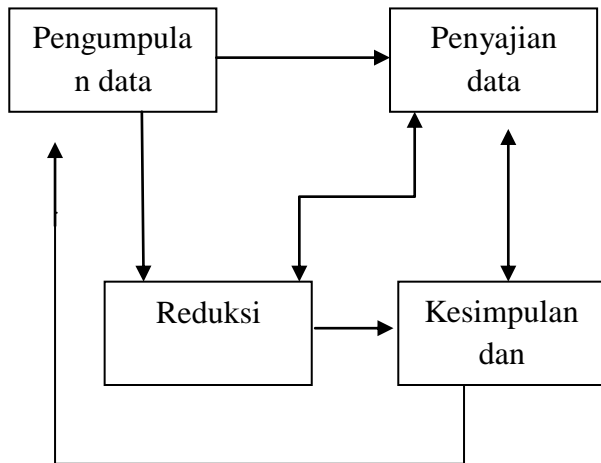 Pengumpula
n data
Penyajian
data
Reduksi
Kesimpulan
dan